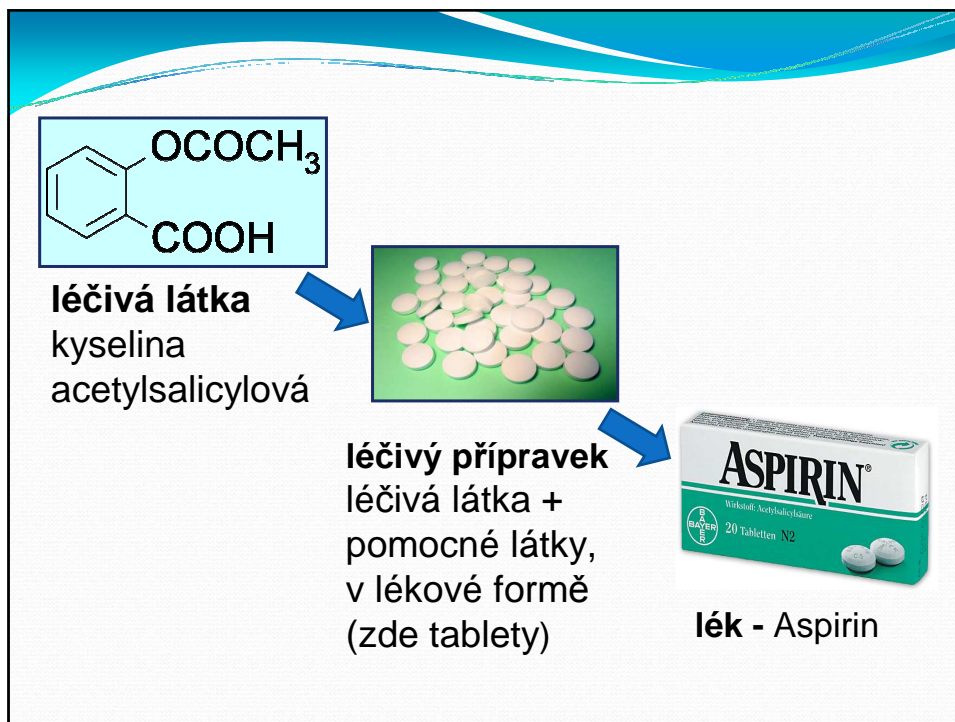 OCOCH3
COOH
léčivá látka
kyselina
acetylsalicylová
léčivý přípravek
léčivá látka +
pomocné látky,
v lékové formě
(zde tablety)
ASPIRIN®
Wirkstoff: Acetylsalicylsäure
BAYER
BAYER
20 Tabletten N2
lék - Aspirin